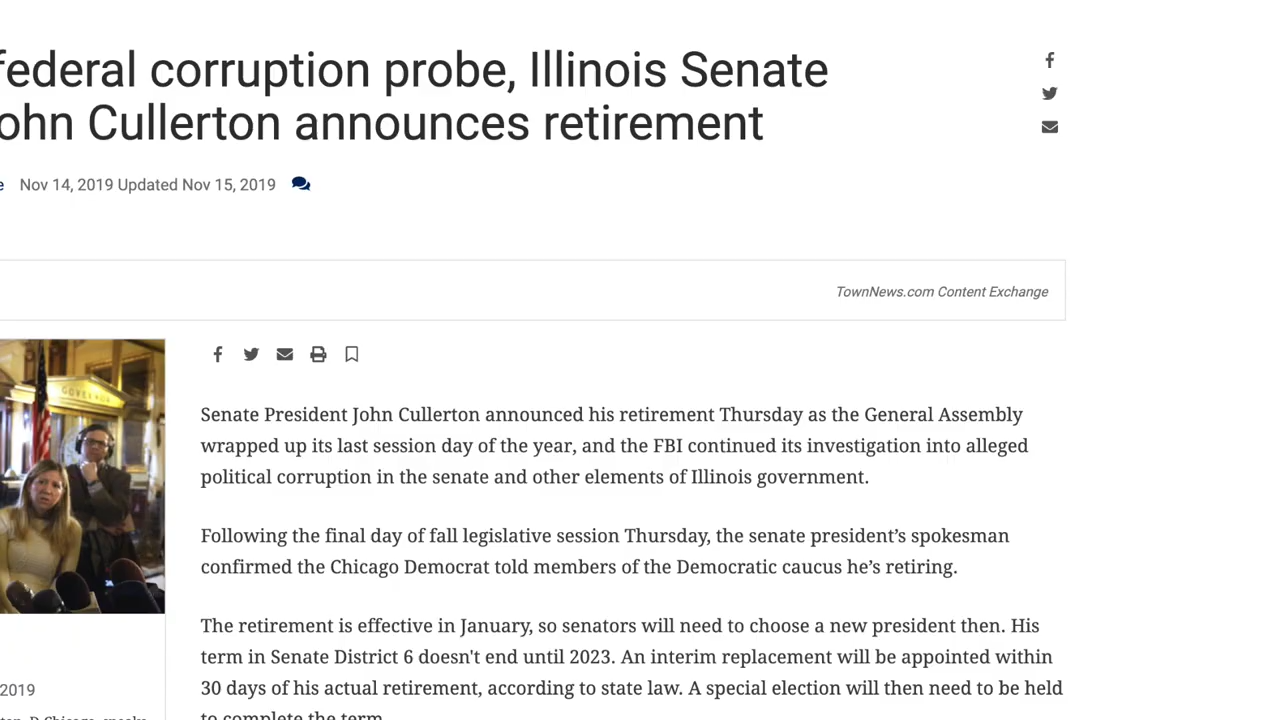 federal corruption probe, Illinois Senate
ohn Cullerton announces retirement
e Nov 14, 2019 Updated Nov 15, 2019
TownNews.com Content Exchange
GOVERNOR
Senate President John Cullerton announced his retirement Thursday as the General Assembly
wrapped up its last session day of the year, and the FBI continued its investigation into alleged
political corruption in the senate and other elements of Illinois government.
Following the final day of fall legislative session Thursday, the senate president’s spokesman
confirmed the Chicago Democrat told members of the Democratic caucus he’s retiring.
The retirement is effective in January, so senators will need to choose a new president then. His
term in Senate District 6 doesn't end until 2023. An interim replacement will be appointed within
30 days of his actual retirement, according to state law. A special election will then need to be held
2019
to complete the term.